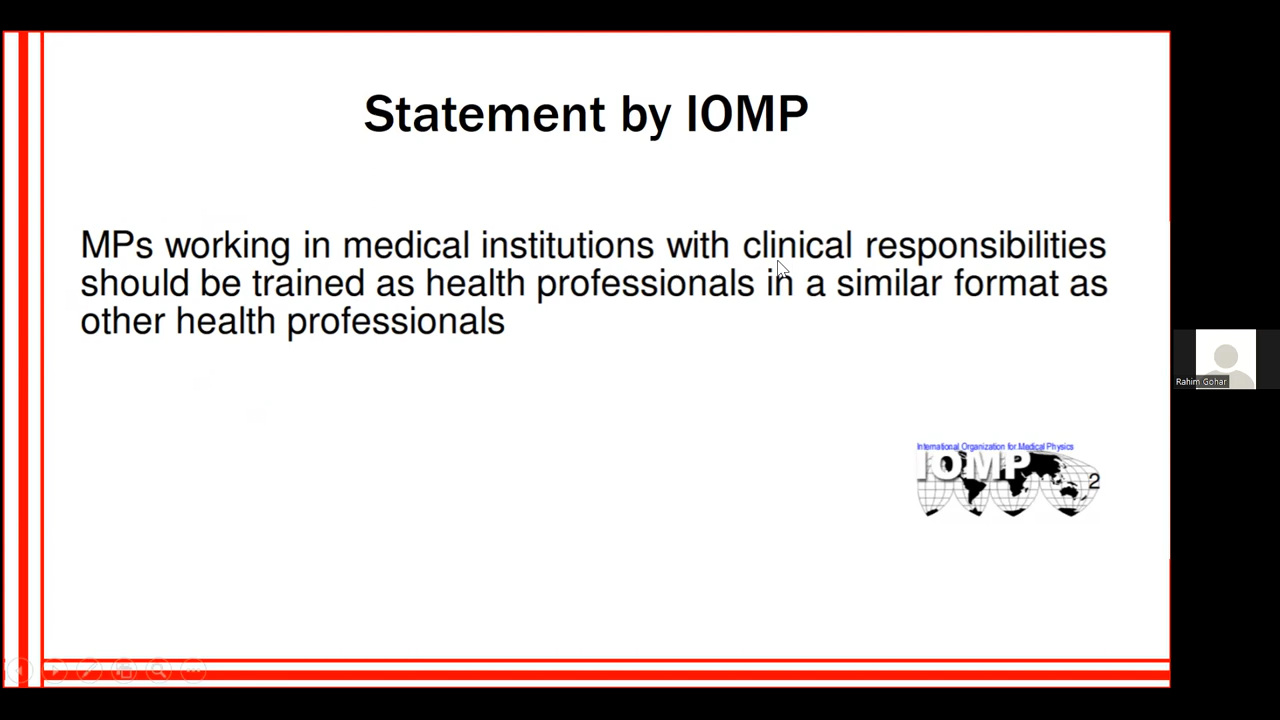 Statement by IOMP
MPs working in medical institutions with clinical responsibilities
should be trained as health professionals in a similar format as
other health professionals
Rahim Gohar
International Organization for Medical Physics
IOMP
2